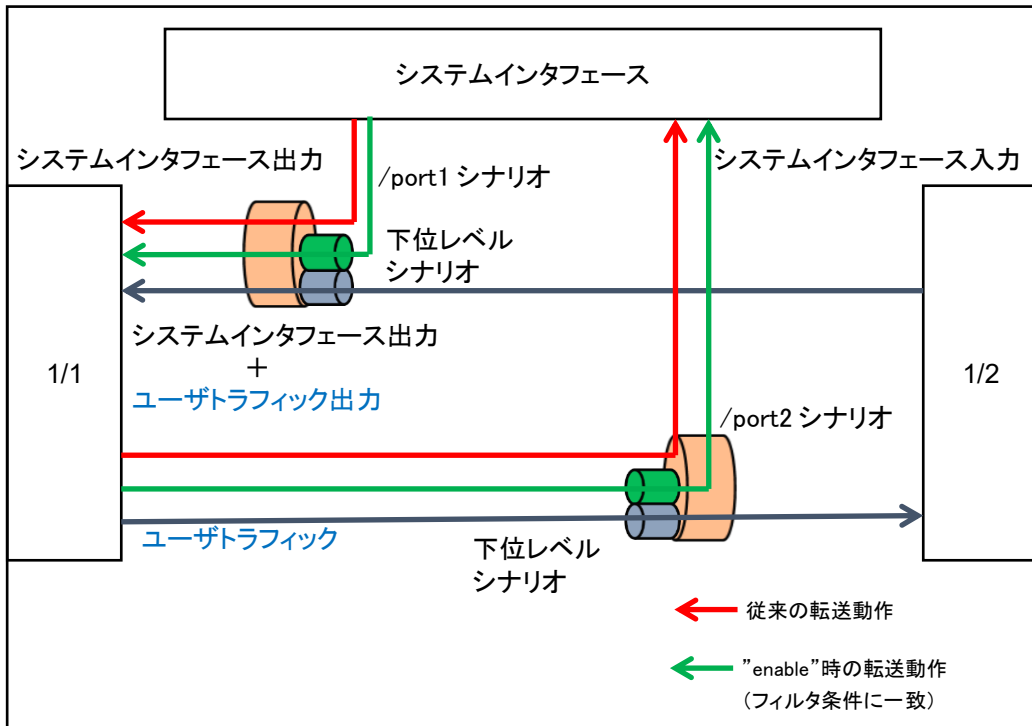 システムインタフェース
システムインタフェース出力
システムインタフェース入力
/port1 シナリオ
下位レベル
シナリオ
システムインタフェース出力
+
ユーザトラフィック出力
1/1
1/2
/port2 シナリオ
ユーザトラフィック
下位レベル
シナリオ
従来の転送動作
”enable”時の転送動作
(フィルタ条件に一致)